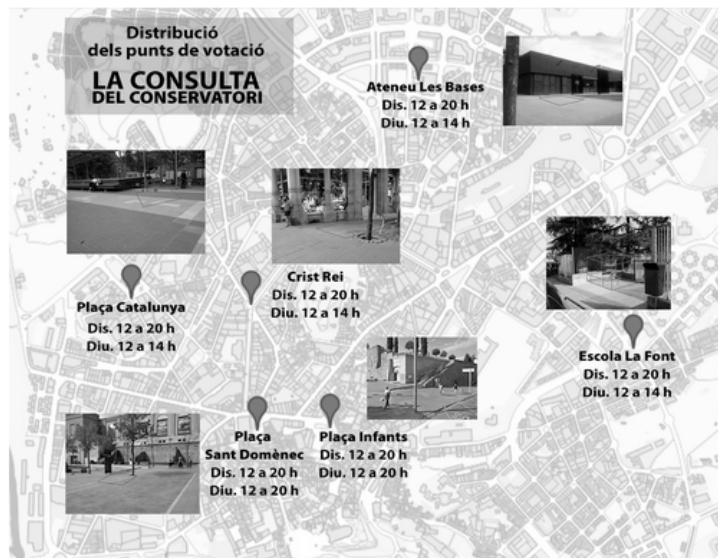 Distribució
dels punts de votació
LA CONSULTA
DEL CONSERVATORI
Ateneu Les Bases
Dis. 12 a 20 h
Diu. 12 a 14 h
Crist Rei
Dis. 12 a 20 h
Diu. 12 a 14 h
Plaça Catalunya
Dis. 12 a 20 h
Diu. 12 a 14 h
Escola La Font
Dis. 12 a 20 h
Diu. 12 a 14 h
Plaça
Sant Domènec
Dis. 12 a 20 h
Diu. 12 a 20 h
Plaça Infants
Dis. 12 a 20 h
Diu. 12 a 20 h